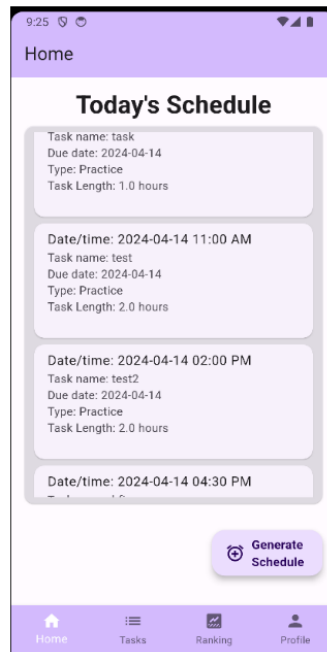 9:25
Home
Today's Schedule
Task name: task
Due date: 2024-04-14
Type: Practice
Task Length: 1.0 hours
Date/time: 2024-04-14 11:00 AM
Task name: test
Due date: 2024-04-14
Type: Practice
Task Length: 2.0 hours
Date/time: 2024-04-14 02:00 PM
Task name: test2
Due date: 2024-04-14
Type: Practice
Task Length: 2.0 hours
Date/time: 2024-04-14 04:30 PM
Generate
Schedule
Home
Tasks
Ranking
Profile